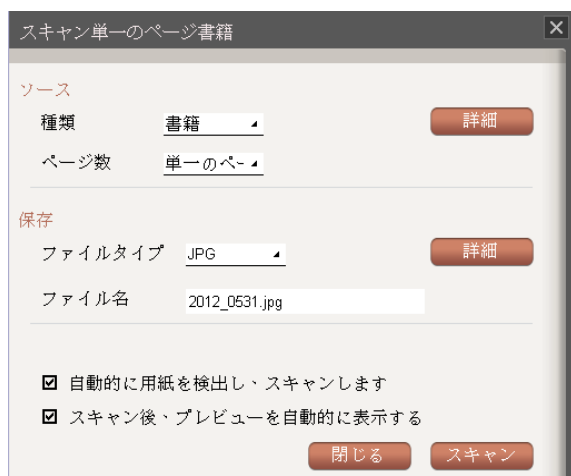 スキャン単一のページ書籍
ソース
種類 書籍 詳細
ページ数 単一のペー
保存
ファイルタイプ JPG 詳細
ファイル名 2012_0531.jpg
自動的に用紙を検出し、スキャンします
スキャン後、プレビューを自動的に表示する
閉じる スキャン